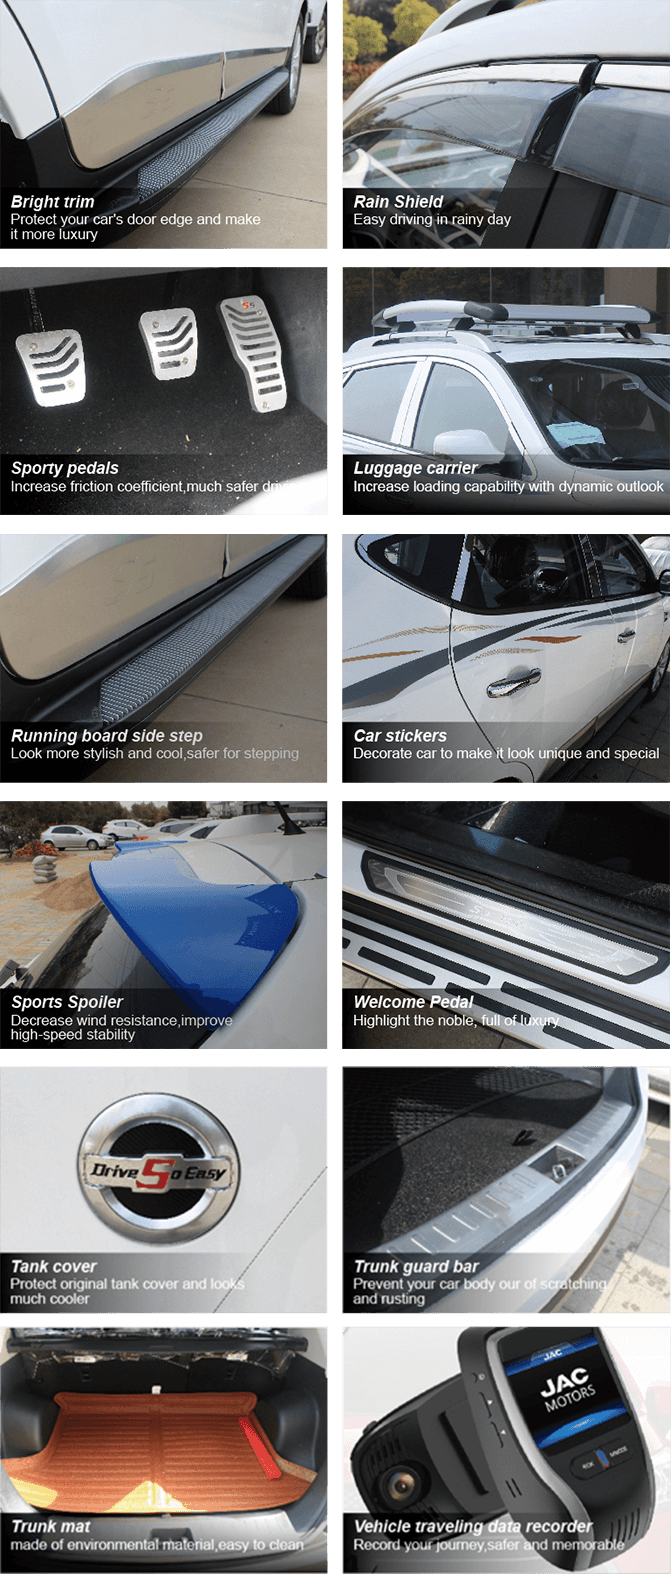 Bright trim
Protect your car's door edge and make
it more luxury
Rain Shield
Easy driving in rainy day
S5
Sporty pedals
Increase friction coefficient,much safer
Luggage carrier
Increase loading capability with dynamic outlook
Running board side step
Look more stylish and cool,safer for stepping
Car stickers
Decorate car to make it look unique and special
Sports Spoiler
Decrease wind resistance,improve
high-speed stability
Welcome Pedal
Highlight the noble, full of luxury
Drive So Easy
Tank cover
Protect original tank cover and looks
much cooler
Trunk guard bar
Prevent your car body our of scratching
and rusting
Trunk mat
made of environmental material,easy to clean
JAC
JAC
MOTORS
MODE
Vehicle traveling data recorder
Record your journey,safer and memorable